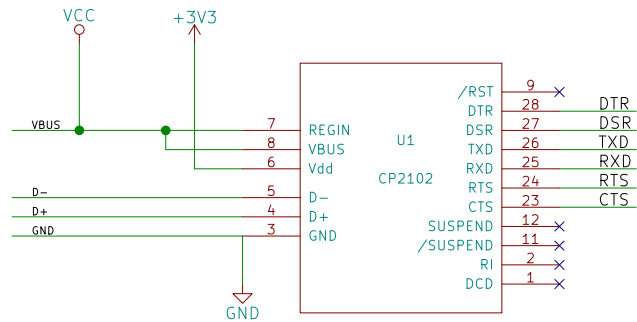 VCC
+3V3
VBUS
7 REGIN
8 VBUS
6 Vdd
D- 5 D-
D+ 4 D+
GND 3 GND
GND
U1
CP2102
/RST 9
DTR 28 DTR
DSR 27 DSR
TXD 26 TXD
RXD 25 RXD
RTS 24 RTS
CTS 23 CTS
SUSPEND 12
/SUSPEND 11
RI 2
DCD 1